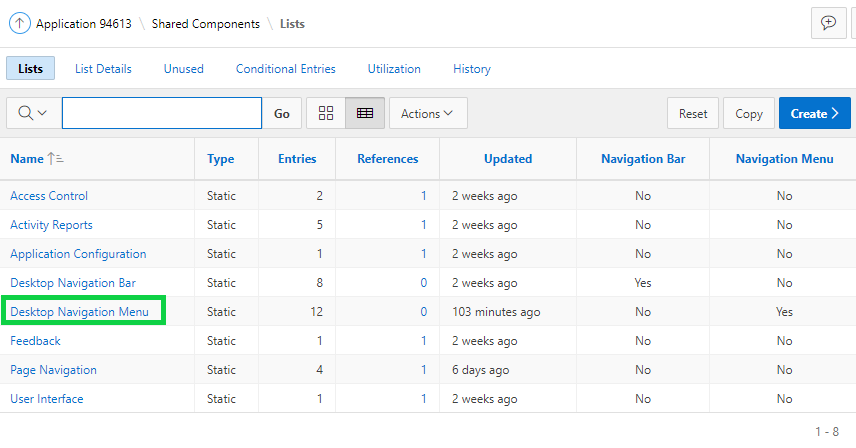 Application 94613 \ Shared Components \ Lists
Lists List Details Unused Conditional Entries Utilization History
Go Actions Reset Copy Create
Name Type Entries References Updated Navigation Bar Navigation Menu
Access Control Static 2 1 2 weeks ago No No
Activity Reports Static 5 1 2 weeks ago No No
Application Configuration Static 1 1 2 weeks ago No No
Desktop Navigation Bar Static 8 0 2 weeks ago Yes No
Desktop Navigation Menu Static 12 0 103 minutes ago No Yes
Feedback Static 1 1 2 weeks ago No No
Page Navigation Static 4 1 6 days ago No No
User Interface Static 1 1 2 weeks ago No No
1 - 8